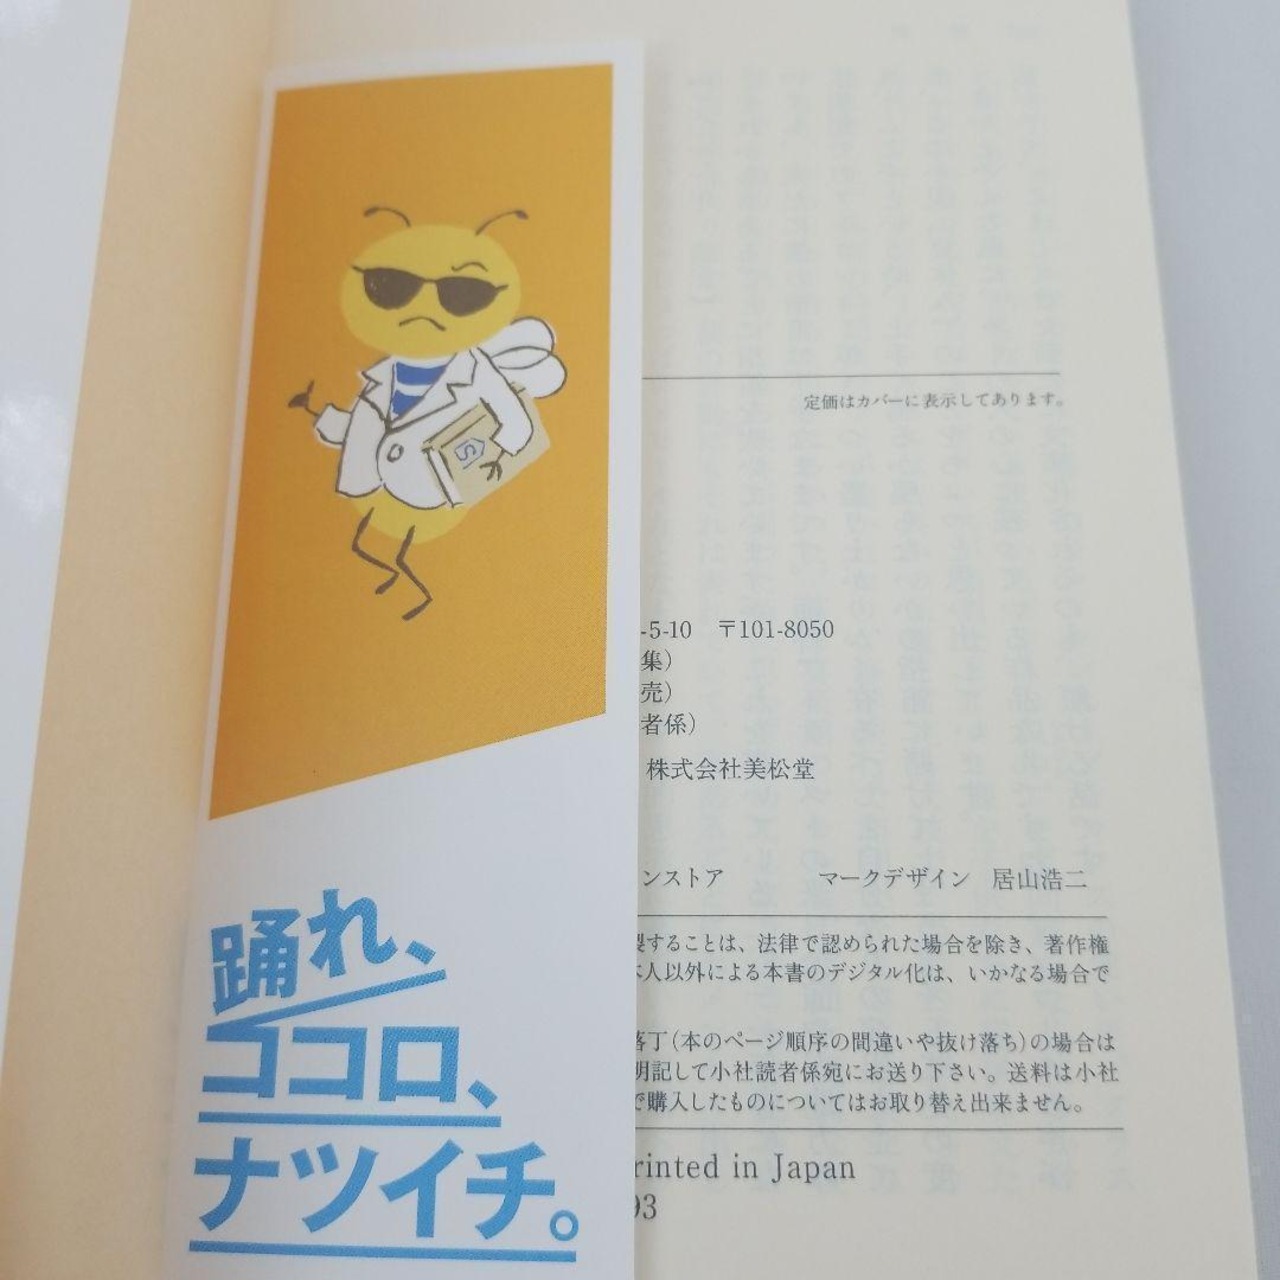 踊れ、
ココロ、
ナツイチ。
S
定価はカバーに表示してあります。
-5-10　〒101-8050
集）
売）
者係）
株式会社美松堂
ンストア　マークデザイン　居山浩二
製することは、法律で認められた場合を除き、著作権
人以外による本書のデジタル化は、いかなる場合で
丁（本のページ順序の間違いや抜け落ち）の場合は
明記して小社読者係宛にお送り下さい。送料は小社
で購入したものについてはお取り替え出来ません。
rinted in Japan
93